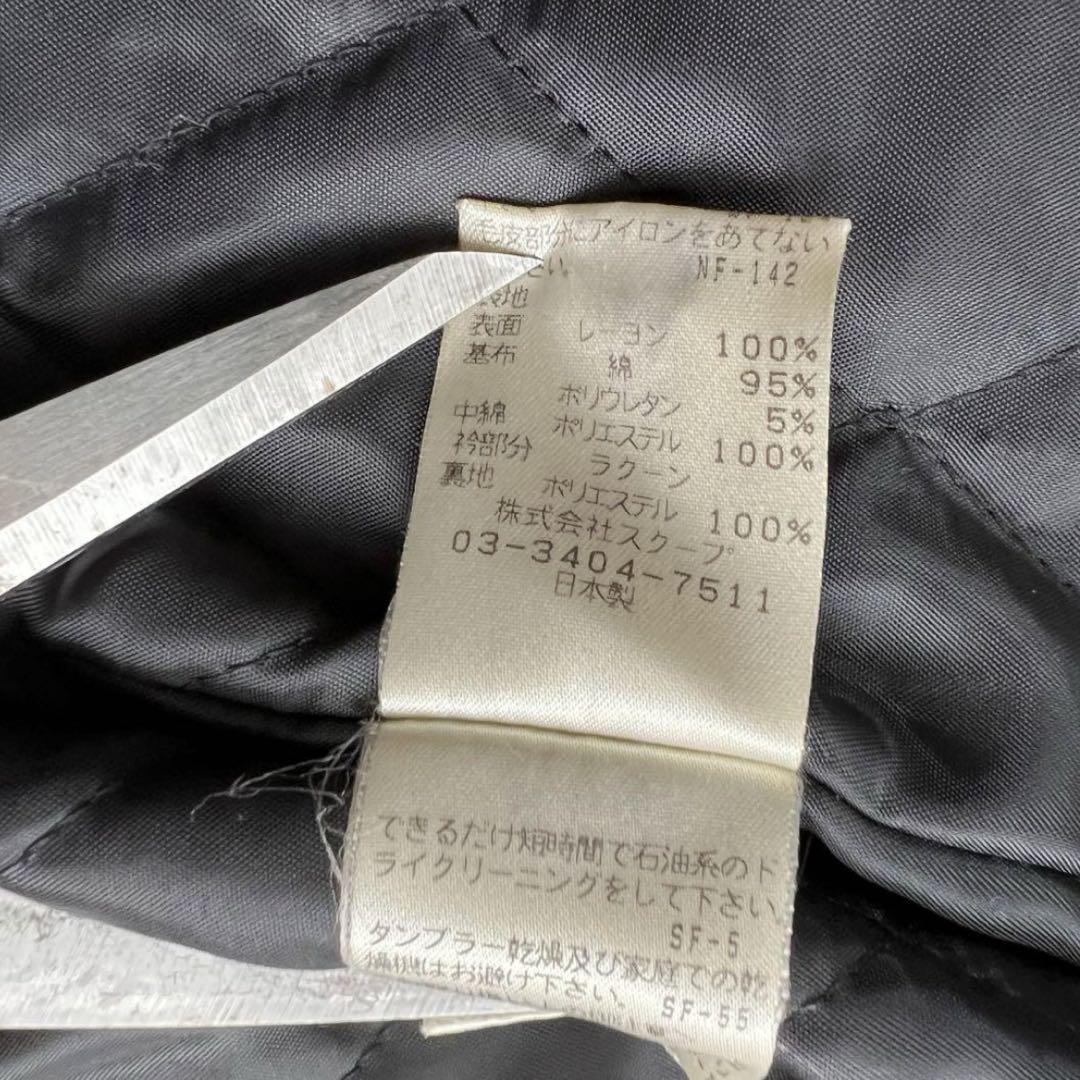 毛皮部分にアイロンをあてない
さい。 NF-142
表地
表面 レーヨン 100%
基布 綿 95%
ポリウレタン 5%
中綿 ポリエステル 100%
衿部分 ラクーン
裏地 ポリエステル 100%
株式会社スクープ
03-3404-7511
日本製
できるだけ短時間で石油系のド
ライクリーニングをして下さい
SF-5
タンブラー乾燥及び家庭での乾
燥機はお避け下さい。 SF-55